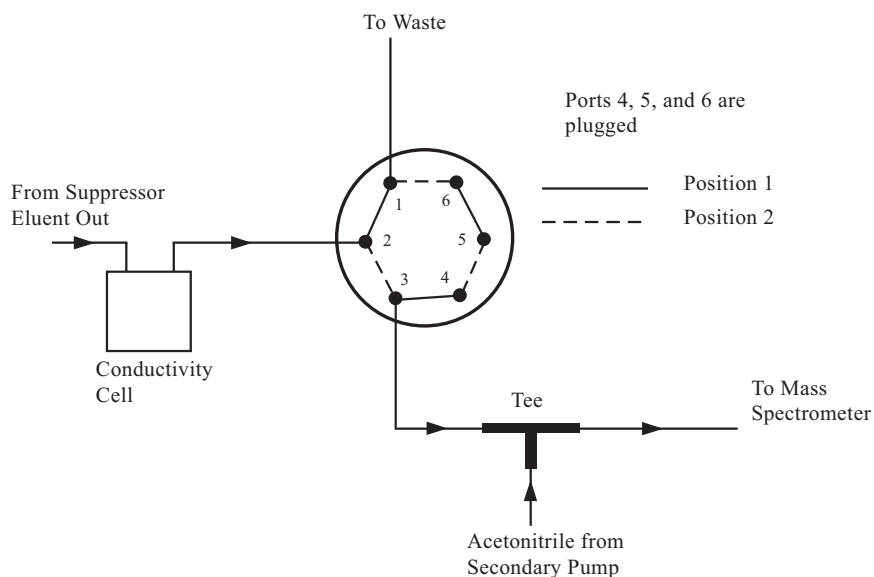 To Waste
Ports 4, 5, and 6 are
plugged
Position 1
Position 2
From Suppressor
Eluent Out
1
6
2
5
3
4
Conductivity
Cell
Tee
To Mass
Spectrometer
Acetonitrile from
Secondary Pump